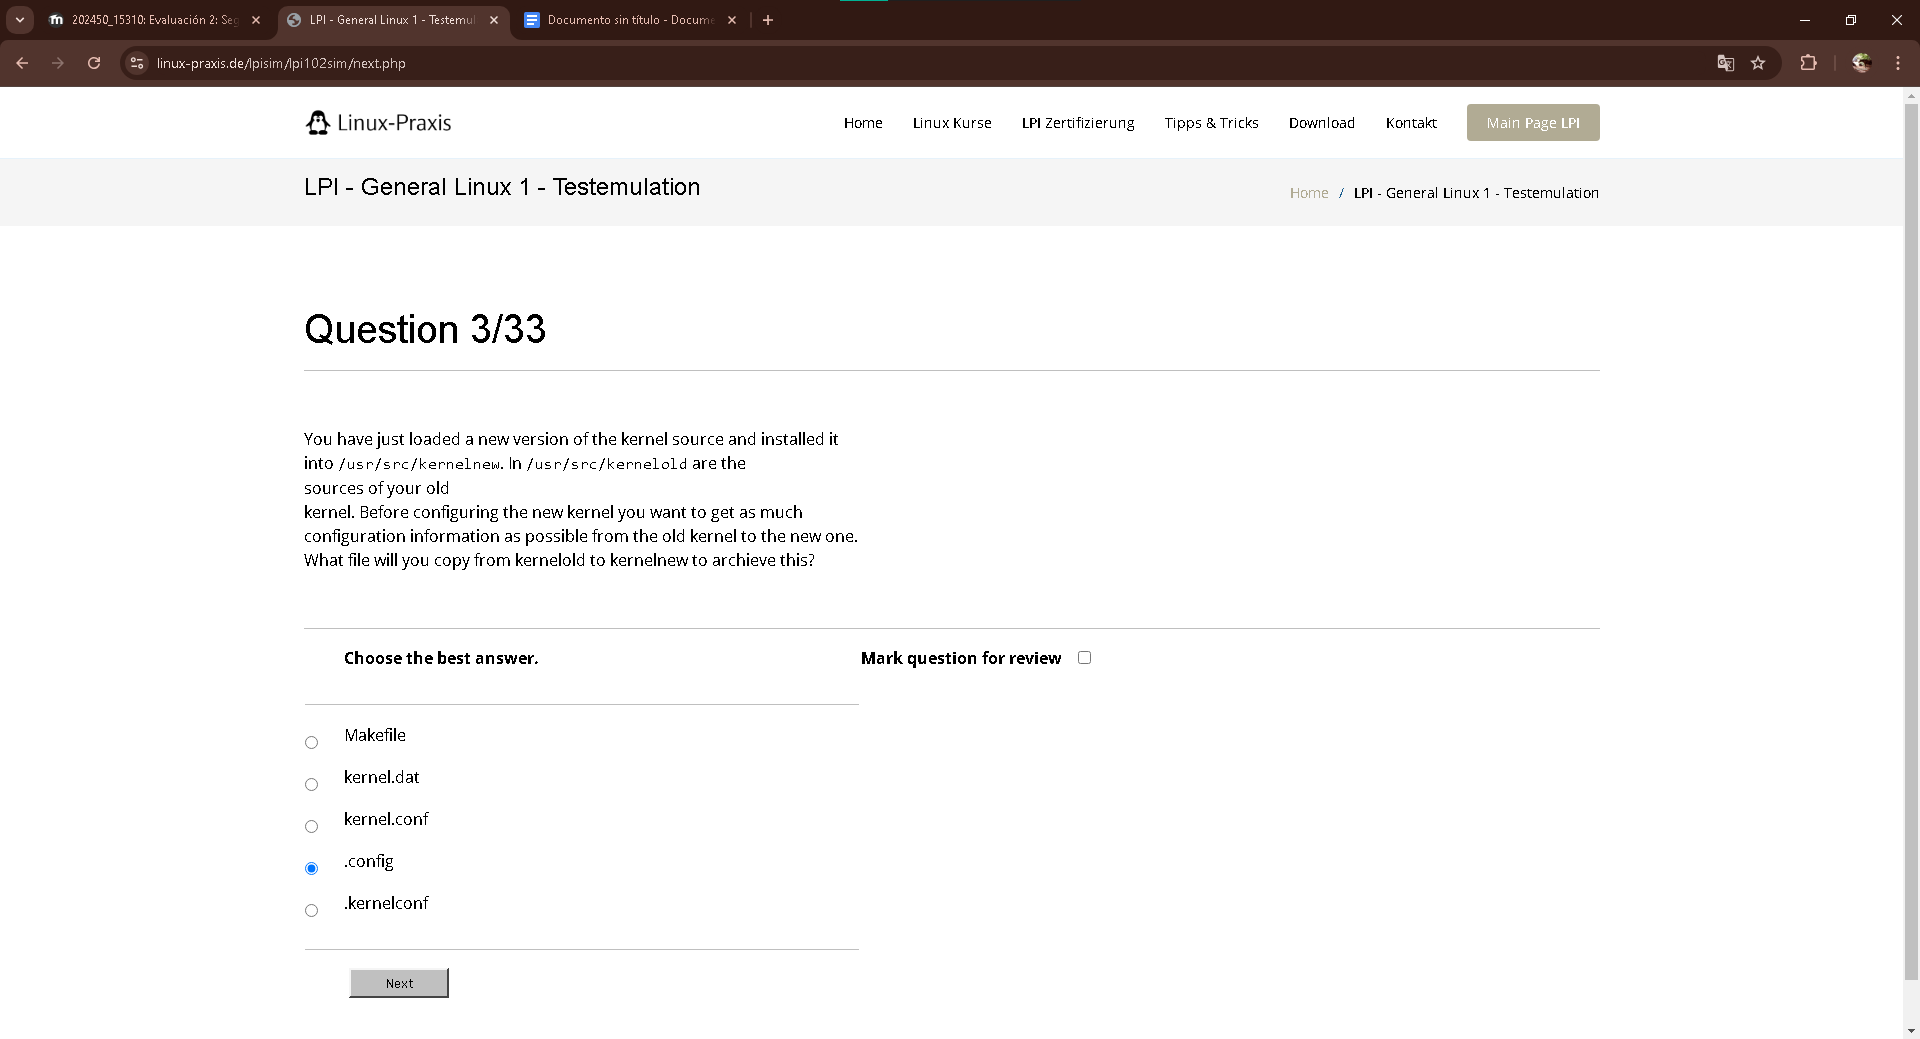 202450_15310: Evaluación 2: Seg
LPI - General Linux 1 - Testemul
Documento sin título - Docume
linux-praxis.de/lpisim/lpi102sim/next.php
Linux-Praxis
Home
Linux Kurse
LPI Zertifizierung
Tipps & Tricks
Download
Kontakt
Main Page LPI
LPI - General Linux 1 - Testemulation
Home / LPI - General Linux 1 - Testemulation
Question 3/33
You have just loaded a new version of the kernel source and installed it
into /usr/src/kernelnew. In /usr/src/kernelold are the
sources of your old
kernel. Before configuring the new kernel you want to get as much
configuration information as possible from the old kernel to the new one.
What file will you copy from kernelold to kernelnew to archieve this?
Choose the best answer.
Mark question for review
Makefile
kernel.dat
kernel.conf
.config
.kernelconf
Next